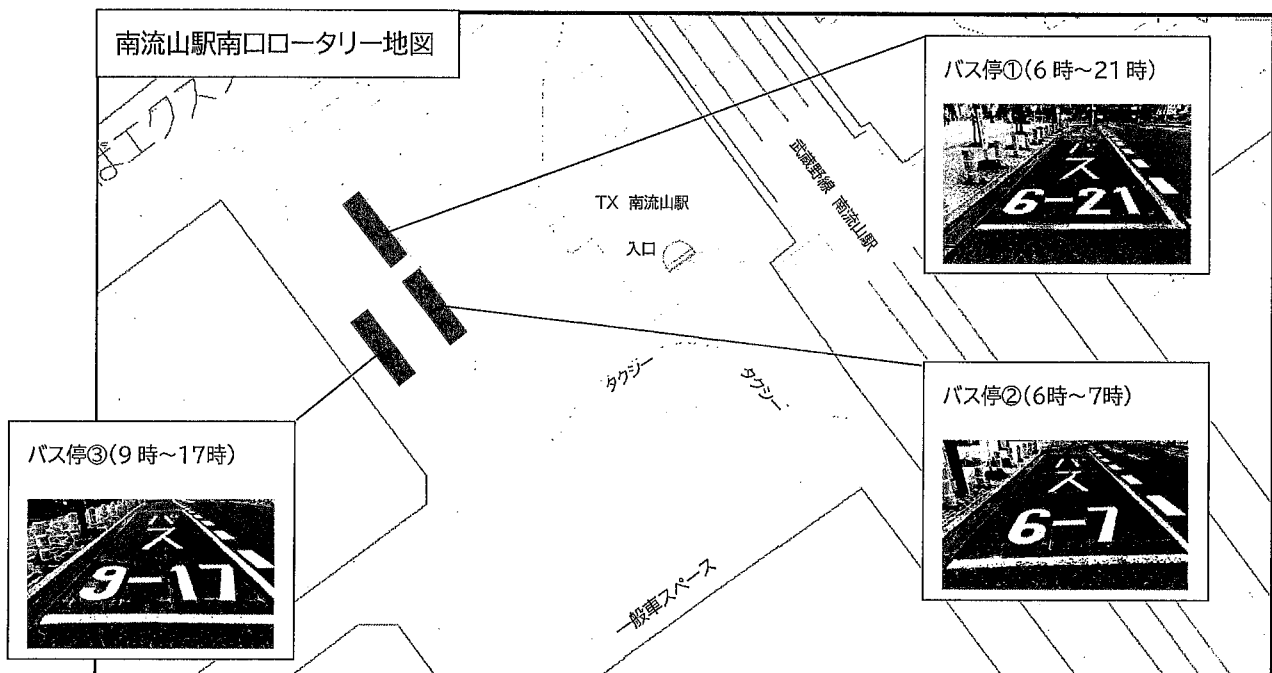 南流山駅南口ロータリー地図
ばエクス
バス停①(6時~21時)
バス
6-21
武蔵野線 南流山駅
TX 南流山駅
入口
タクシー
タクシー
バス停②(6時~7時)
バス
6-7
バス停③(9時~17時)
バス
9-17
一般車スペース